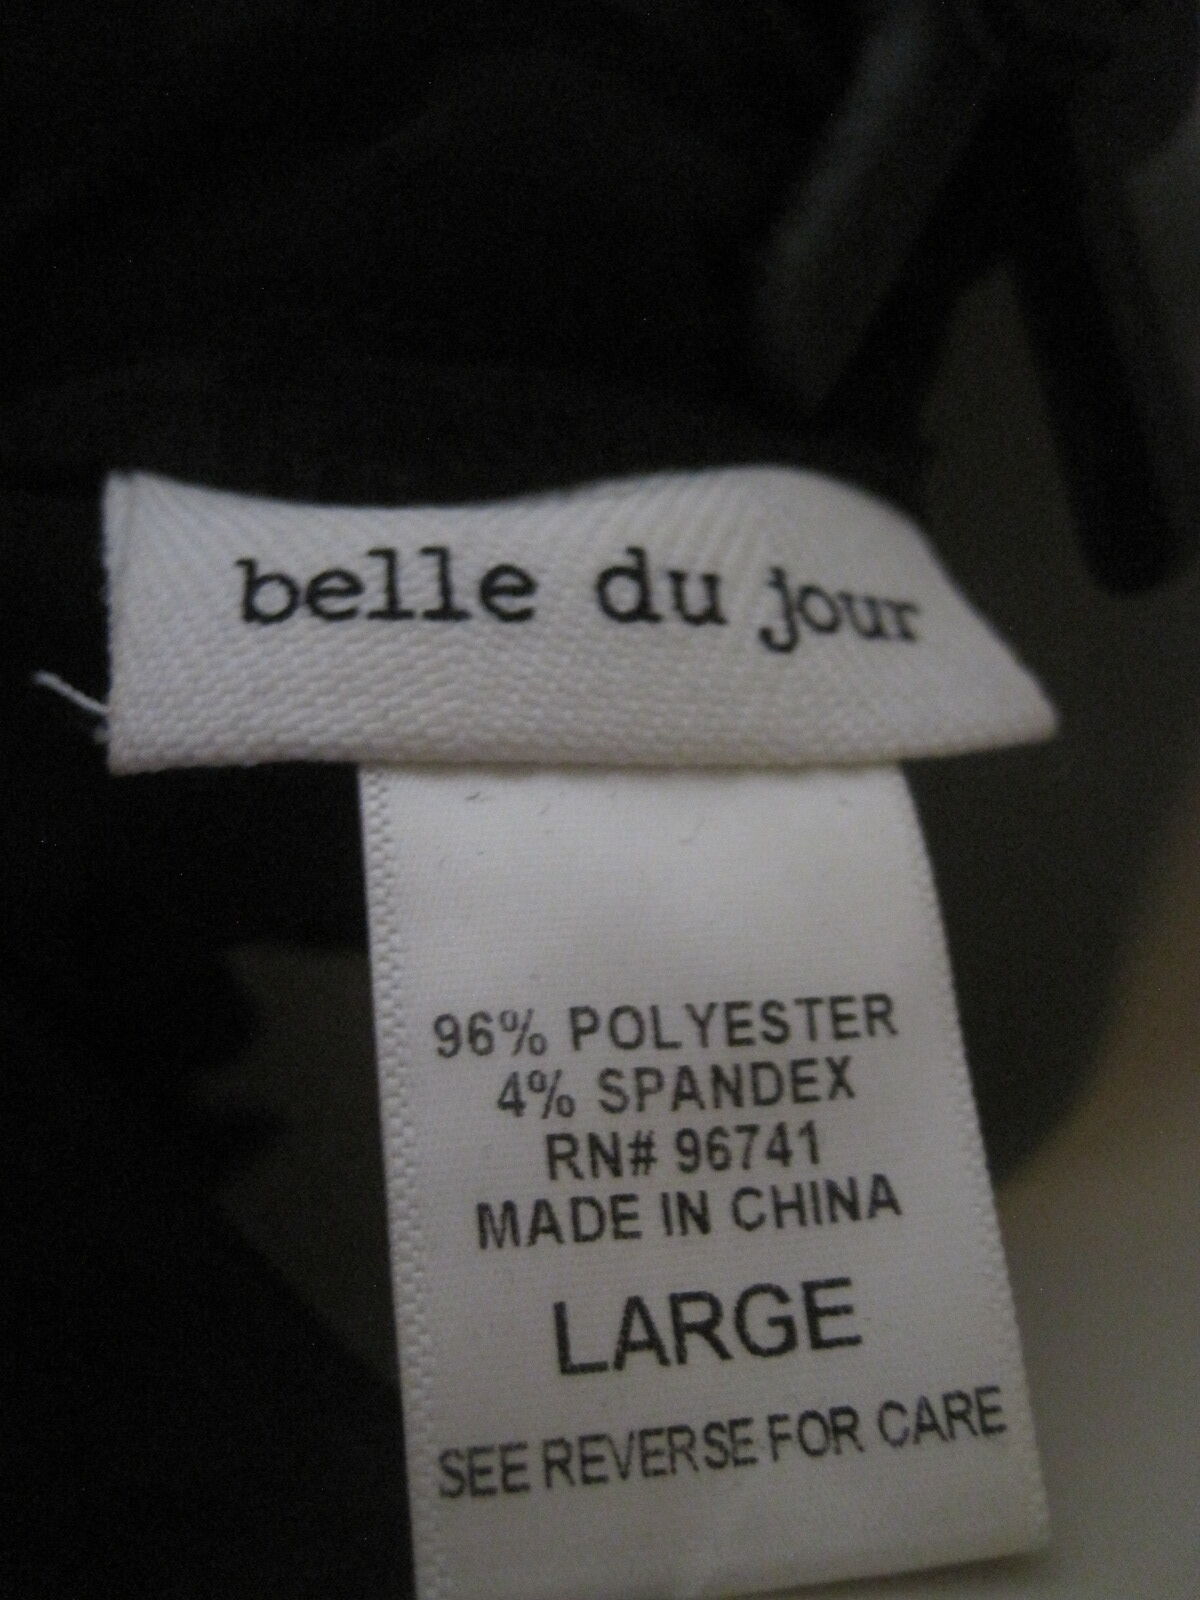 belle du jour
96% POLYESTER
4% SPANDEX
RN# 96741
MADE IN CHINA
LARGE
SEE REVERSE FOR CARE